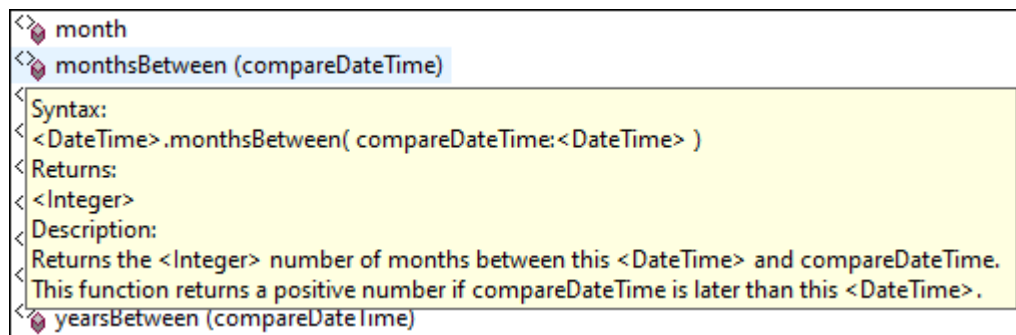 month
monthsBetween (compareDateTime)
Syntax:
<DateTime>.monthsBetween( compareDateTime:<DateTime> )
Returns:
<Integer>
Description:
Returns the <Integer> number of months between this <DateTime> and compareDateTime.
This function returns a positive number if compareDateTime is later than this <DateTime>.
yearsBetween (compareDateTime)